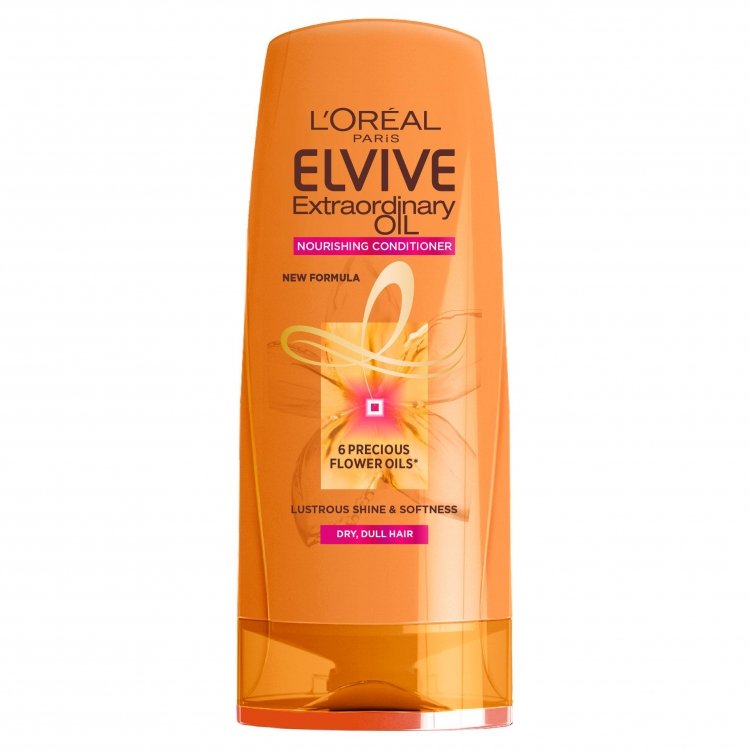 L'ORÉAL
PARIS
ELVIVE
Extraordinary
OIL
NOURISHING CONDITIONER
NEW FORMULA
6 PRECIOUS
FLOWER OILS*
LUSTROUS SHINE & SOFTNESS
DRY, DULL HAIR